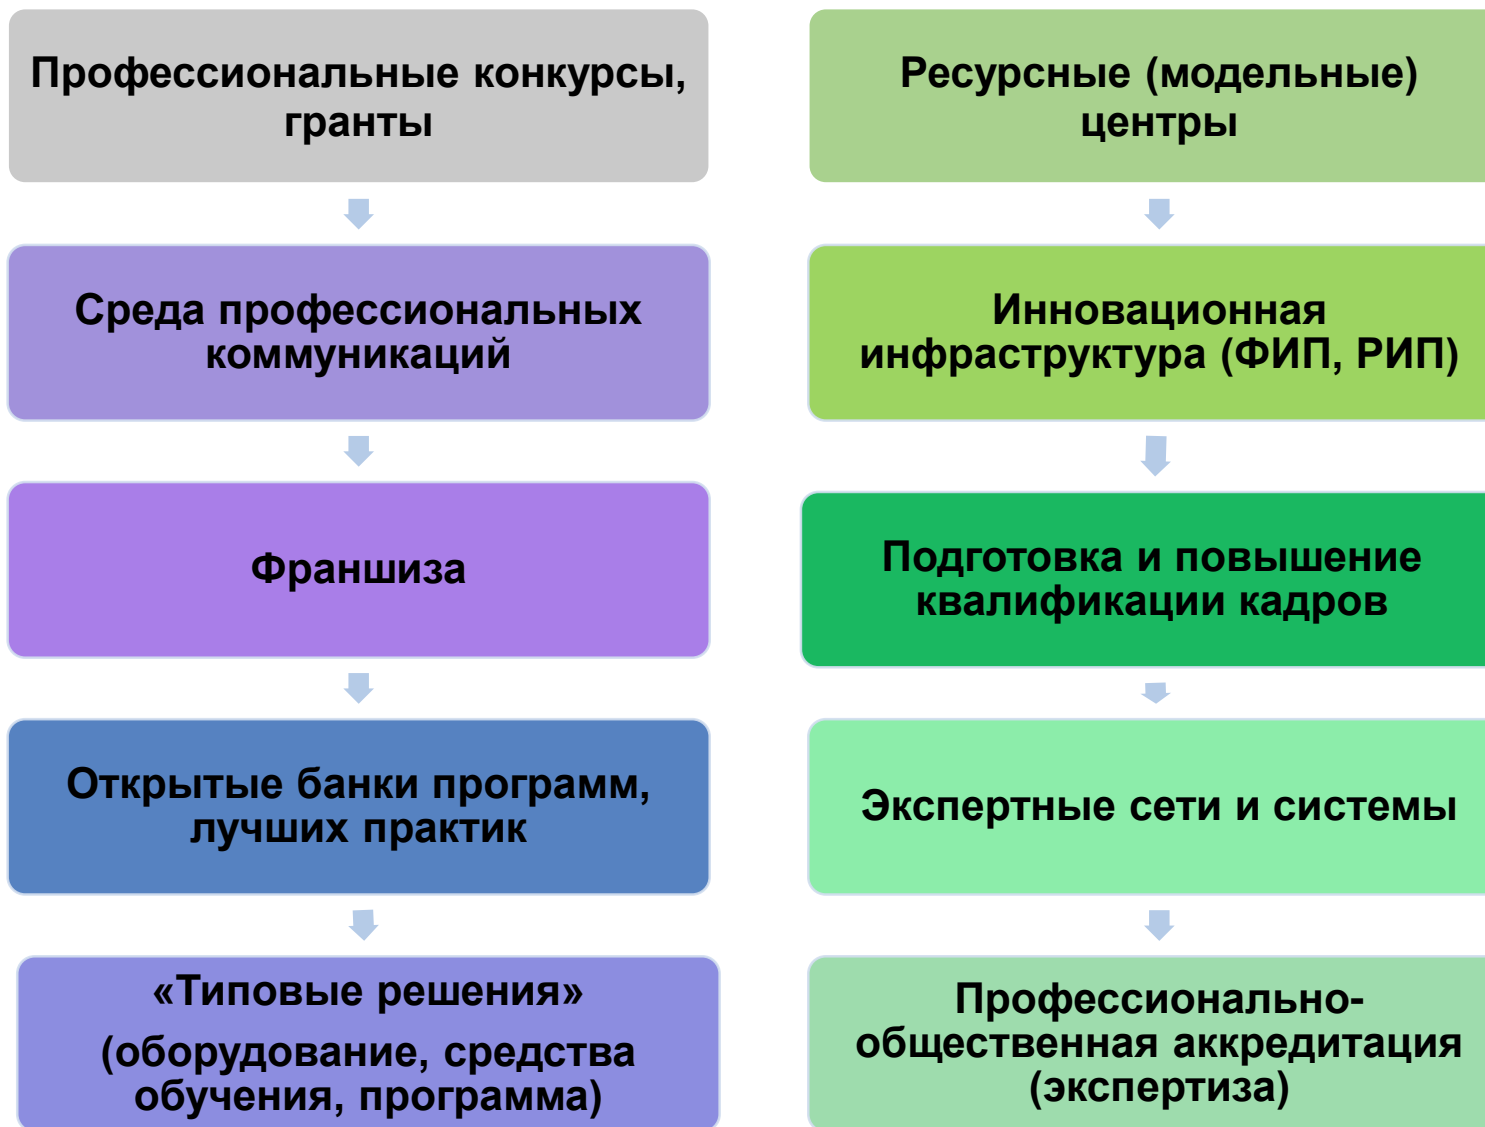 Профессиональные конкурсы,
гранты
Среда профессиональных
коммуникаций
Франшиза
Открытые банки программ,
лучших практик
«Типовые решения»
(оборудование, средства
обучения, программа)
Ресурсные (модельные)
центры
Инновационная
инфраструктура (ФИП, РИП)
Подготовка и повышение
квалификации кадров
Экспертные сети и системы
Профессионально-
общественная аккредитация
(экспертиза)